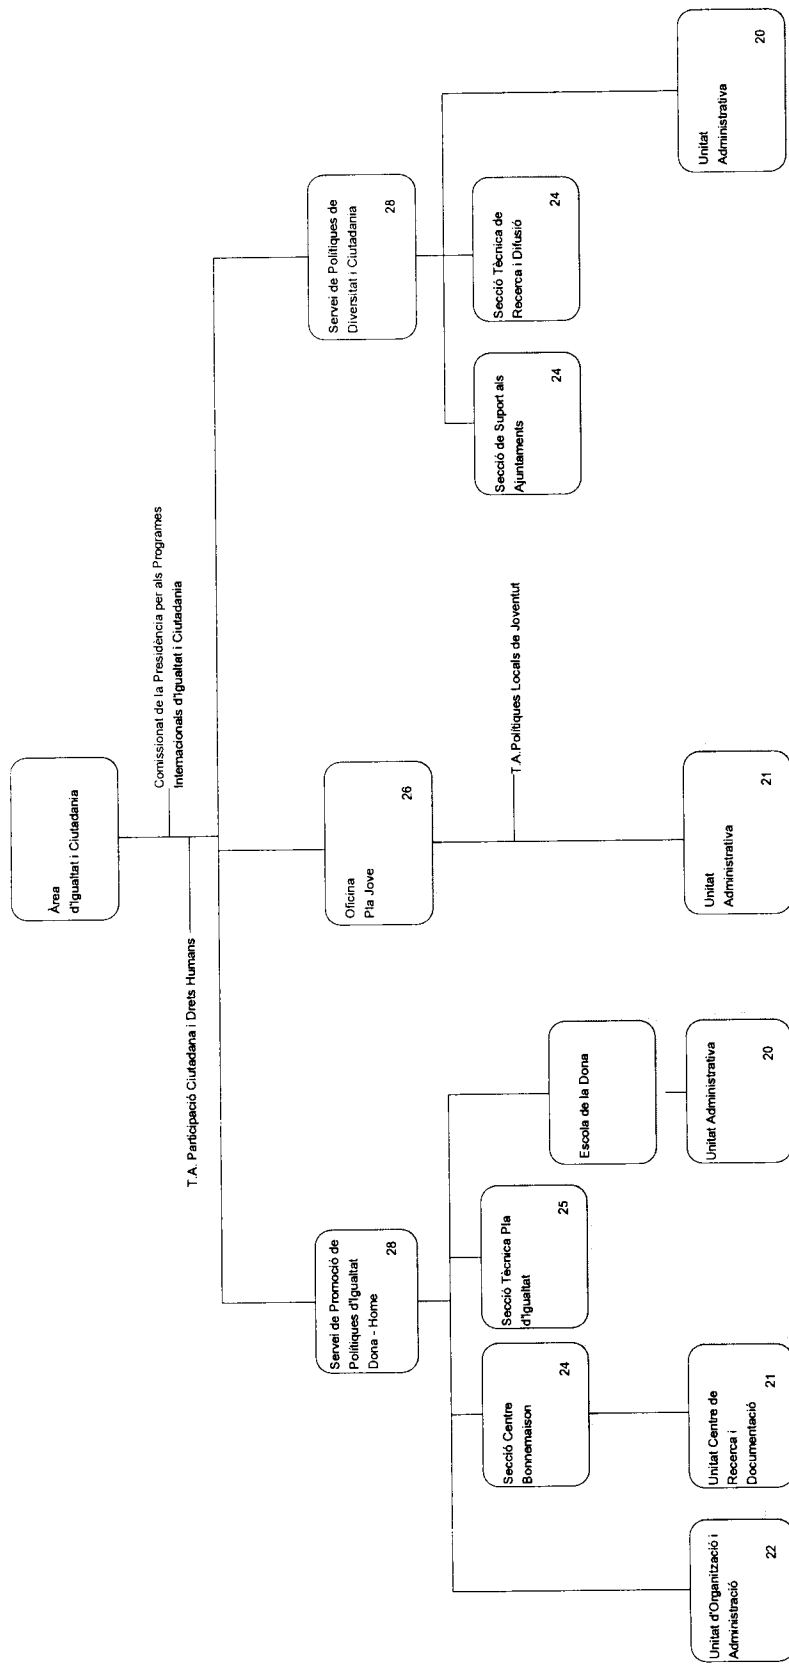 Àrea
d'Igualtat i Ciutadania
Comissionat de la Presidència per als Programes
Internacionals d'Igualtat i Ciutadania
T.A. Participació Ciutadana i Drets Humans
Servei de Promoció de
Polítiques d'Igualtat
Dona - Home
28
Oficina
Pla Jove
26
Servei de Polítiques de
Diversitat i Ciutadania
28
Secció Centre
Bonnemaison
24
Secció Tècnica Pla
d'Igualtat
25
Escola de la Dona
T.A.Polítiques Locals de Joventut
Secció de Suport als
Ajuntaments
24
Secció Tècnica de
Recerca i Difusió
24
Unitat d'Organització i
Administració
22
Unitat Centre de
Recerca i
Documentació
21
Unitat Administrativa
20
Unitat
Administrativa
21
Unitat
Administrativa
20